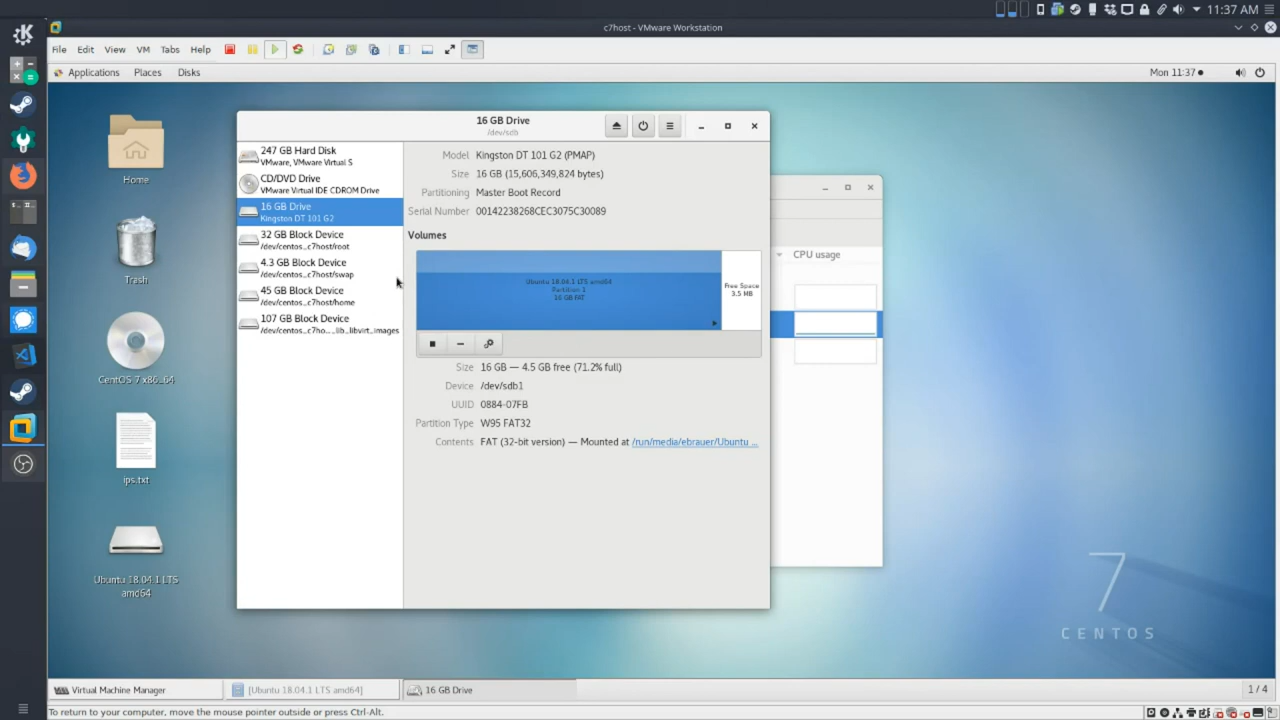 11:37 AM
c7host - VMware Workstation
File Edit View VM Tabs Help
Applications Places Disks
Mon 11:37
Home
Trash
CentOS 7 x86_64
ips.txt
Ubuntu 18.04.1 LTS
amd64
16 GB Drive
/dev/sdb
247 GB Hard Disk
VMware, VMware Virtual S
CD/DVD Drive
VMware Virtual IDE CDROM Drive
16 GB Drive
Kingston DT 101 G2
32 GB Block Device
/dev/centos_c7host/root
4.3 GB Block Device
/dev/centos_c7host/swap
45 GB Block Device
/dev/centos_c7host/home
107 GB Block Device
/dev/centos_c7ho..._lib_libvirt_images
Model Kingston DT 101 G2 (PMAP)
Size 16 GB (15,606,349,824 bytes)
Partitioning Master Boot Record
Serial Number 00142238268CEC3075C30089
Volumes
Ubuntu 18.04.1 LTS amd64
Partition 1
16 GB FAT
Free Space
3.5 MB
Size 16 GB — 4.5 GB free (71.2% full)
Device /dev/sdb1
UUID 0884-07FB
Partition Type W95 FAT32
Contents FAT (32-bit version) — Mounted at /run/media/ebrauer/Ubuntu ...
CPU usage
7
CENTOS
Virtual Machine Manager
[Ubuntu 18.04.1 LTS amd64]
16 GB Drive
1 / 4
To return to your computer, move the mouse pointer outside or press Ctrl-Alt.